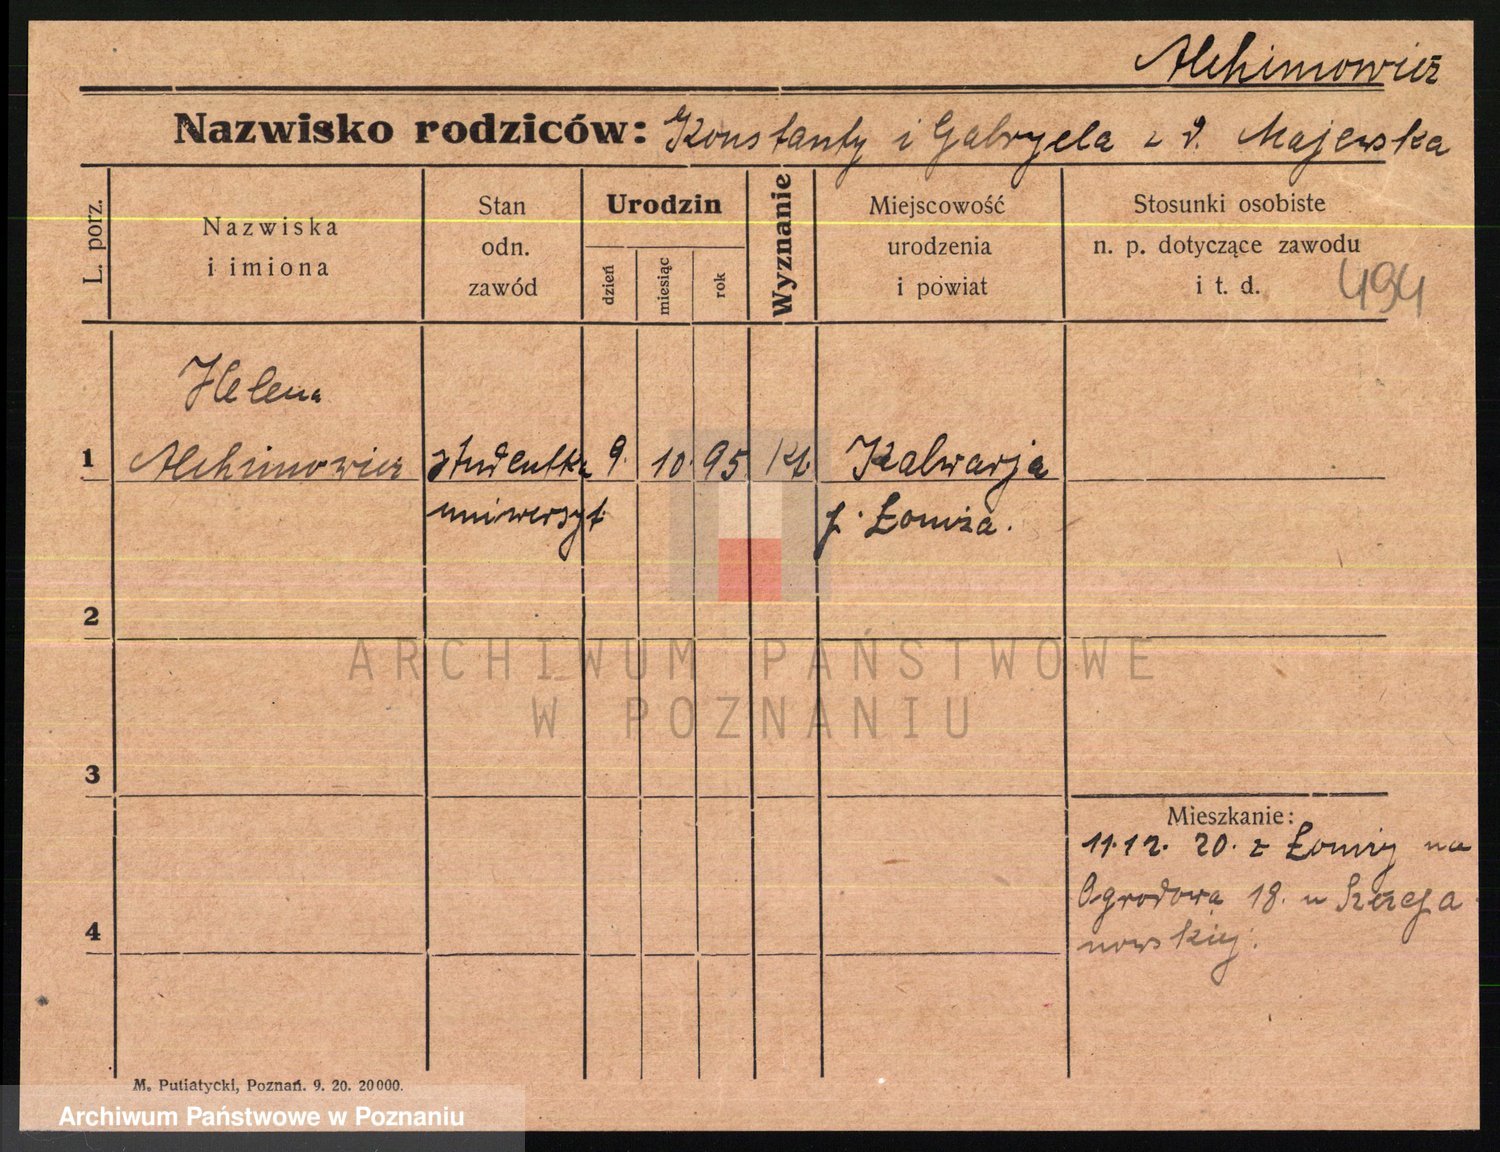 Alchimowicz
Nazwisko rodziców: Konstanty i Gabryela z d. Majewska
L. porz.
Nazwiska
i imiona
Stan
odn.
zawód
Urodzin
dzień
miesiąc
rok
Wyznanie
Miejscowość
urodzenia
i powiat
Stosunki osobiste
n. p. dotyczące zawodu
i t. d.
494
Helena
1 Alchimowicz studentka 9. 10. 95 Kt. Kalwarja
uniwersyt. p. Łomża.
2
ARCHIWUM PAŃSTWOWE
W POZNANIU
3
Mieszkanie:
11.12. 20. z Łomży na
Ogrodowa 18. u
4
nowskiej.
M. Putiatycki, Poznań. 9. 20. 20000.
Archiwum Państwowe w Poznaniu